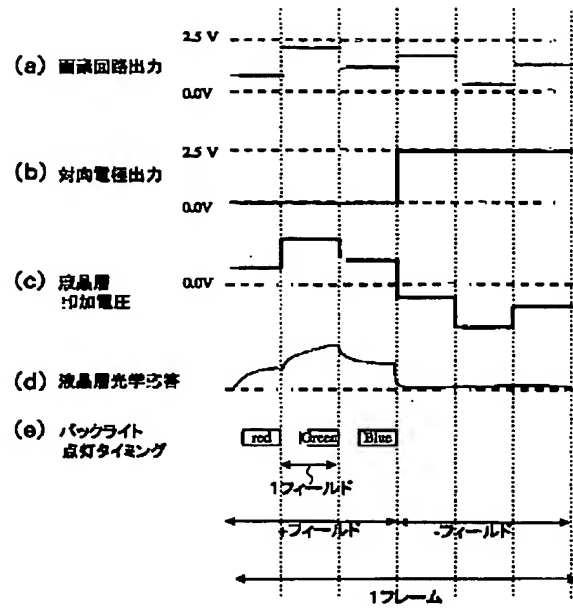 2.5 V
(a) 画素回路出力
0.0V
2.5 V
(b) 対向電極出力
0.0V
(c) 液晶層
印加電圧
0.0V
(d) 液晶層光学応答
(e) バックライト
点灯タイミング
red
Green
Blue
1フィールド
+フィールド
-フィールド
1フレーム